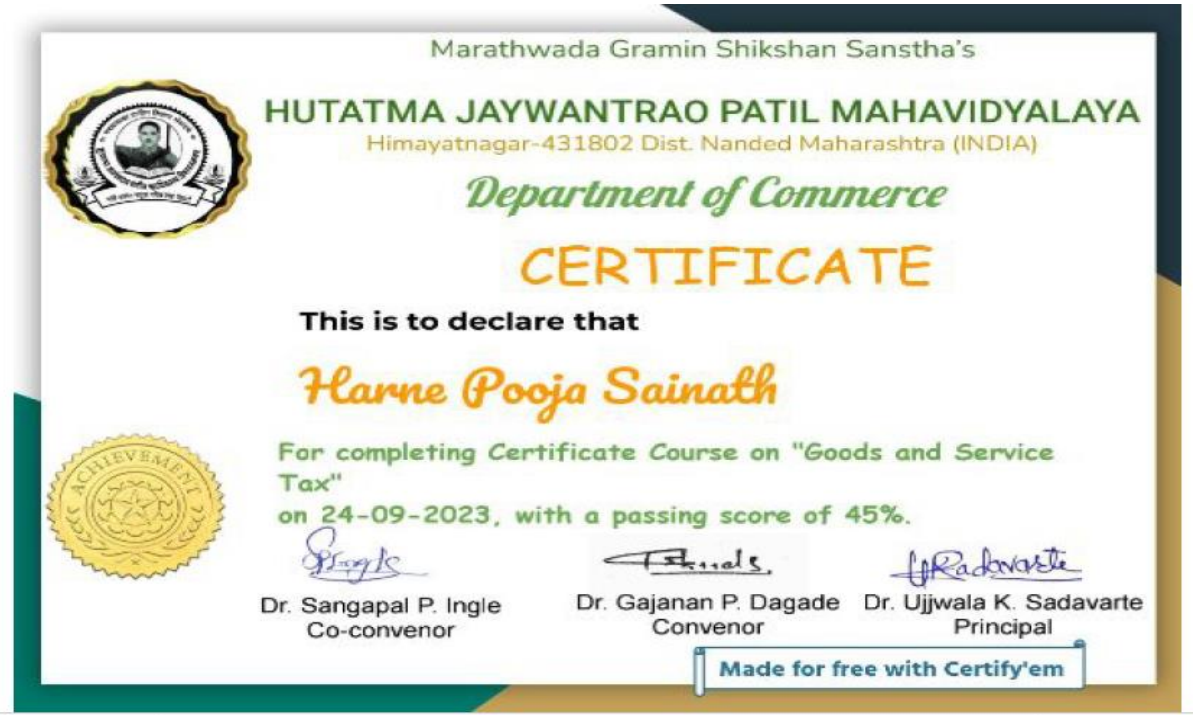 Marathwada Gramin Shikshan Sanstha's
HUTATMA JAYWANTRAO PATIL MAHAVIDYALAYA
Himayatnagar-431802 Dist. Nanded Maharashtra (INDIA)
Department of Commerce
CERTIFICATE
This is to declare that
Harne Pooja Sainath
ACHIEVEMENT
For completing Certificate Course on "Goods and Service
Tax"
on 24-09-2023, with a passing score of 45%.
Dr. Sangapal P. Ingle
Co-convenor
Dr. Gajanan P. Dagade
Convenor
Dr. Ujjwala K. Sadavarte
Principal
Made for free with Certify'em